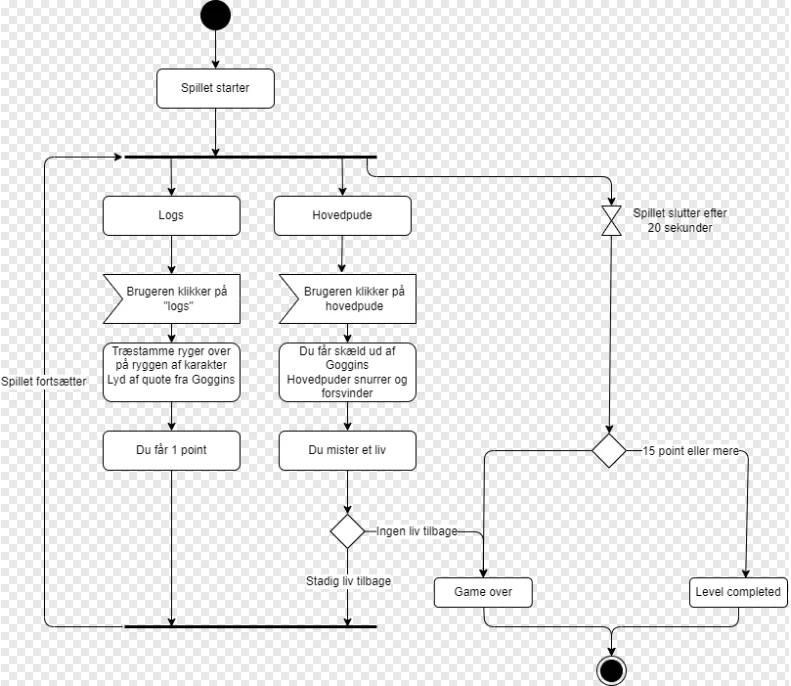 Spillet starter
Logs
Hovedpude
Spillet slutter efter
20 sekunder
Brugeren klikker på
"logs"
Brugeren klikker på
hovedpude
Træstamme ryger over
på ryggen af karakter
Lyd af quote fra Goggins
Du får skæld ud af
Goggins
Hovedpuder snurrer og
forsvinder
Spillet fortsætter
Du får 1 point
Du mister et liv
15 point eller mere
Ingen liv tilbage
Stadig liv tilbage
Game over
Level completed